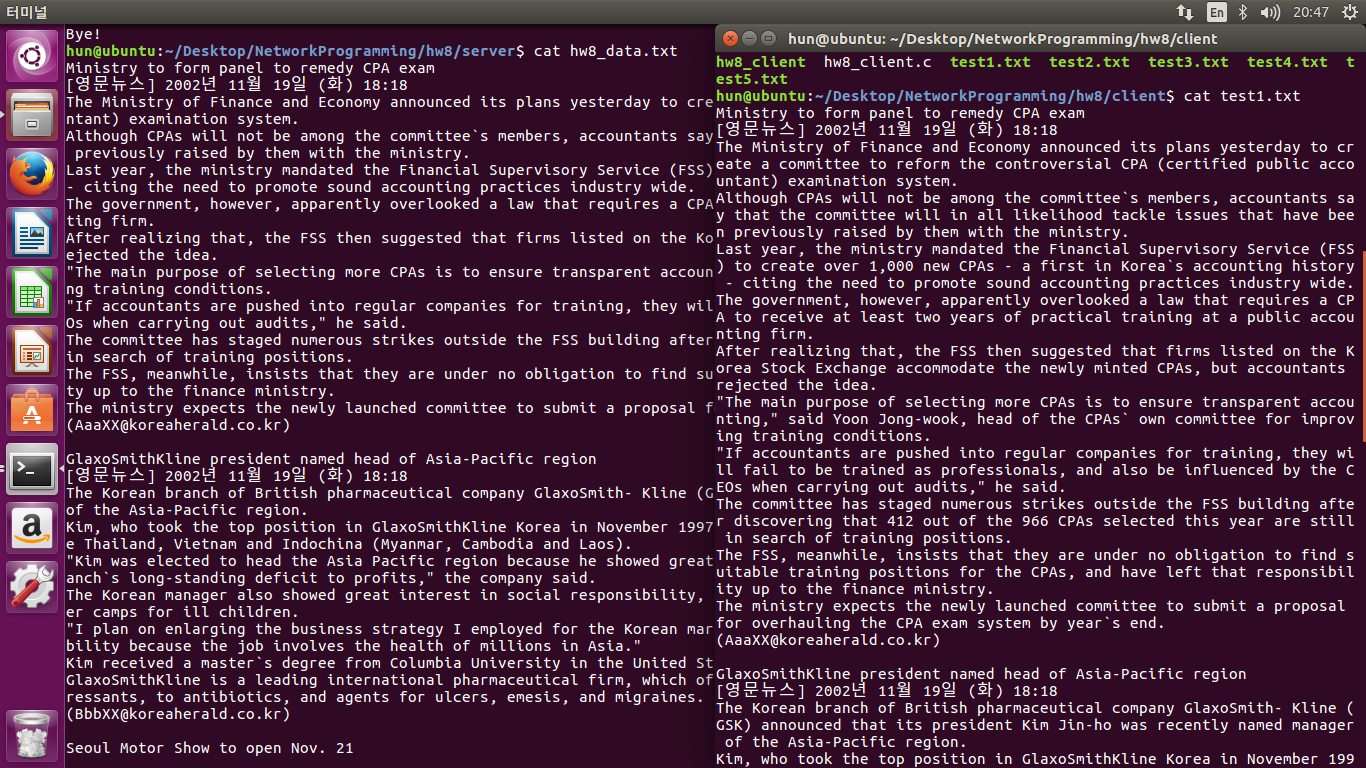 터미널
En
20:47
Bye!
hun@ubuntu:~/Desktop/NetworkProgramming/hw8/server$ cat hw8_data.txt
Ministry to form panel to remedy CPA exam
[영문뉴스] 2002년 11월 19일 (화) 18:18
The Ministry of Finance and Economy announced its plans yesterday to cre
ntant) examination system.
Although CPAs will not be among the committee`s members, accountants say
 previously raised by them with the ministry.
Last year, the ministry mandated the Financial Supervisory Service (FSS)
- citing the need to promote sound accounting practices industry wide.
The government, however, apparently overlooked a law that requires a CPA
ting firm.
After realizing that, the FSS then suggested that firms listed on the Ko
ejected the idea.
"The main purpose of selecting more CPAs is to ensure transparent accoun
ng training conditions.
"If accountants are pushed into regular companies for training, they wil
Os when carrying out audits," he said.
The committee has staged numerous strikes outside the FSS building after
in search of training positions.
The FSS, meanwhile, insists that they are under no obligation to find su
ty up to the finance ministry.
The ministry expects the newly launched committee to submit a proposal f
(AaaXX@koreaherald.co.kr)
GlaxoSmithKline president named head of Asia-Pacific region
[영문뉴스] 2002년 11월 19일 (화) 18:18
The Korean branch of British pharmaceutical company GlaxoSmith- Kline (G
of the Asia-Pacific region.
Kim, who took the top position in GlaxoSmithKline Korea in November 1997
e Thailand, Vietnam and Indochina (Myanmar, Cambodia and Laos).
"Kim was elected to head the Asia Pacific region because he showed great
anch`s long-standing deficit to profits," the company said.
The Korean manager also showed great interest in social responsibility,
er camps for ill children.
"I plan on enlarging the business strategy I employed for the Korean mar
bility because the job involves the health of millions in Asia."
Kim received a master`s degree from Columbia University in the United St
GlaxoSmithKline is a leading international pharmaceutical firm, which of
ressants, to antibiotics, and agents for ulcers, emesis, and migraines.
(BbbXX@koreaherald.co.kr)
Seoul Motor Show to open Nov. 21
hun@ubuntu: ~/Desktop/NetworkProgramming/hw8/client
hw8_client hw8_client.c test1.txt test2.txt test3.txt test4.txt t
est5.txt
hun@ubuntu:~/Desktop/NetworkProgramming/hw8/client$ cat test1.txt
Ministry to form panel to remedy CPA exam
[영문뉴스] 2002년 11월 19일 (화) 18:18
The Ministry of Finance and Economy announced its plans yesterday to cr
eate a committee to reform the controversial CPA (certified public acco
untant) examination system.
Although CPAs will not be among the committee`s members, accountants sa
y that the committee will in all likelihood tackle issues that have bee
n previously raised by them with the ministry.
Last year, the ministry mandated the Financial Supervisory Service (FSS
) to create over 1,000 new CPAs - a first in Korea`s accounting history
 - citing the need to promote sound accounting practices industry wide.
The government, however, apparently overlooked a law that requires a CP
A to receive at least two years of practical training at a public accou
nting firm.
After realizing that, the FSS then suggested that firms listed on the K
orea Stock Exchange accommodate the newly minted CPAs, but accountants
rejected the idea.
"The main purpose of selecting more CPAs is to ensure transparent accou
nting," said Yoon Jong-wook, head of the CPAs` own committee for improv
ing training conditions.
"If accountants are pushed into regular companies for training, they wi
ll fail to be trained as professionals, and also be influenced by the C
EOs when carrying out audits," he said.
The committee has staged numerous strikes outside the FSS building afte
r discovering that 412 out of the 966 CPAs selected this year are still
 in search of training positions.
The FSS, meanwhile, insists that they are under no obligation to find s
uitable training positions for the CPAs, and have left that responsibil
ity up to the finance ministry.
The ministry expects the newly launched committee to submit a proposal
for overhauling the CPA exam system by year`s end.
(AaaXX@koreaherald.co.kr)
GlaxoSmithKline president named head of Asia-Pacific region
[영문뉴스] 2002년 11월 19일 (화) 18:18
The Korean branch of British pharmaceutical company GlaxoSmith- Kline (
GSK) announced that its president Kim Jin-ho was recently named manager
 of the Asia-Pacific region.
Kim, who took the top position in GlaxoSmithKline Korea in November 199